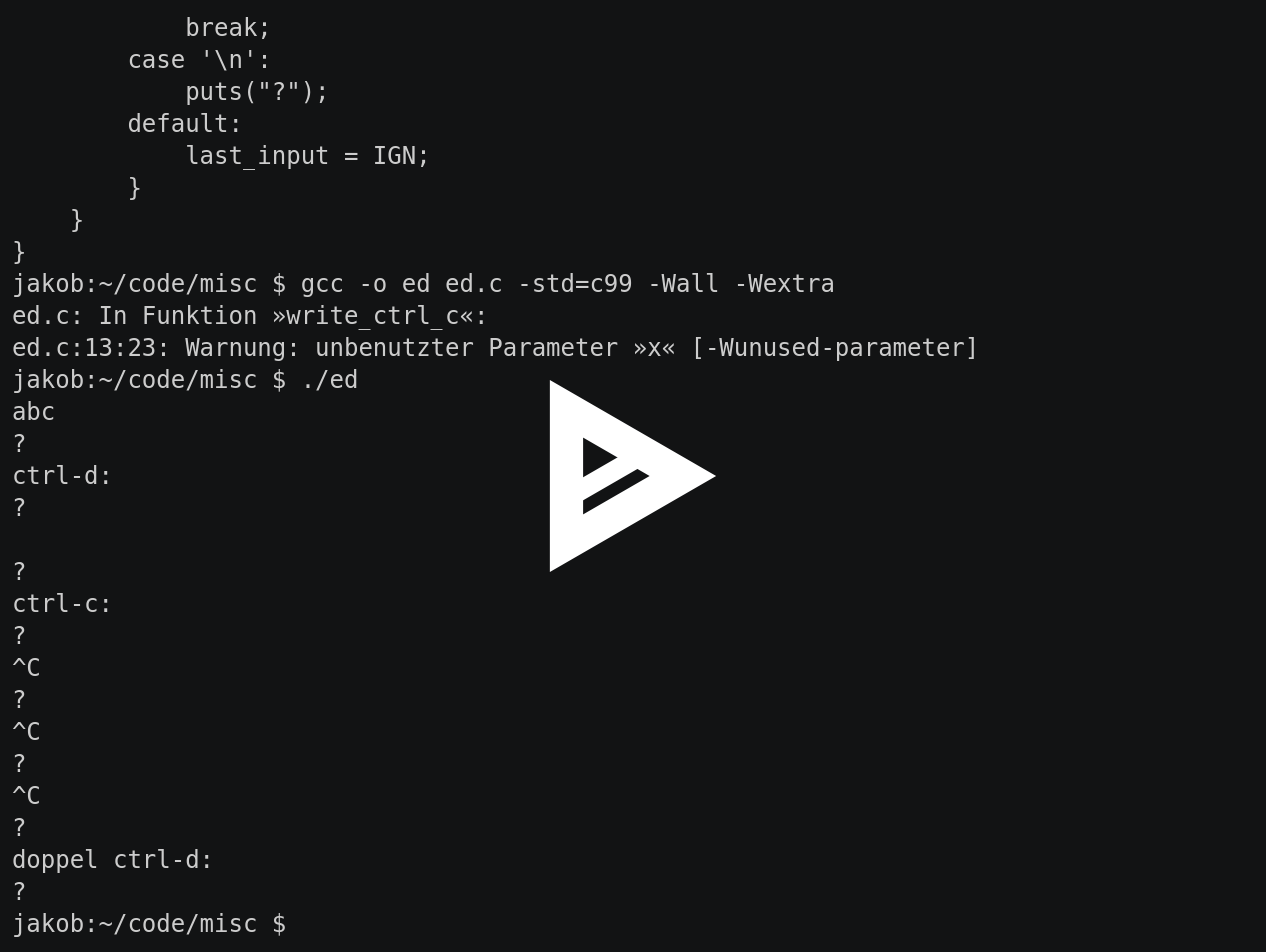 break;
case '\n':
puts("?");
default:
last_input = IGN;
}
}
}
jakob:~/code/misc $ gcc -o ed ed.c -std=c99 -Wall -Wextra
ed.c: In Funktion »write_ctrl_c«:
ed.c:13:23: Warnung: unbenutzter Parameter »x« [-Wunused-parameter]
jakob:~/code/misc $ ./ed
abc
?
ctrl-d:
?
?
ctrl-c:
?
^C
?
^C
?
^C
?
doppel ctrl-d:
?
jakob:~/code/misc $